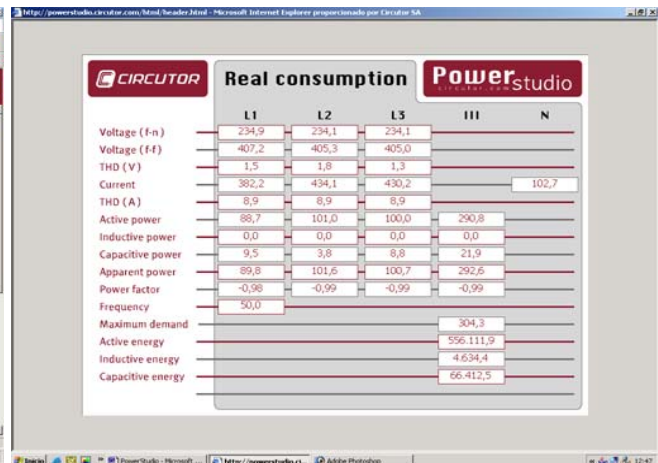 http://powerstudio.circutor.com/html/header.html - Microsoft Internet Explorer proporcionado por Circutor SA
CIRCUTOR Real consumption Power studio
circutor.com
L1 L2 L3 III N
Voltage (f-n) 234,9 234,1 234,1
Voltage (f-f) 407,2 405,3 405,0
THD (V) 1,5 1,8 1,3
Current 382,2 434,1 430,2 102,7
THD (A) 8,9 8,9 8,9
Active power 88,7 101,0 100,0 290,8
Inductive power 0,0 0,0 0,0 0,0
Capacitive power 9,5 3,8 8,8 21,9
Apparent power 89,8 101,6 100,7 292,6
Power factor -0,98 -0,99 -0,99 -0,99
Frequency 50,0
Maximum demand 304,3
Active energy 556.111,9
Inductive energy 4.634,4
Capacitive energy 66.412,5
Inicio PowerStudio - Microsoft ... http://powerstudio.ci... Adobe Photoshop 12:47